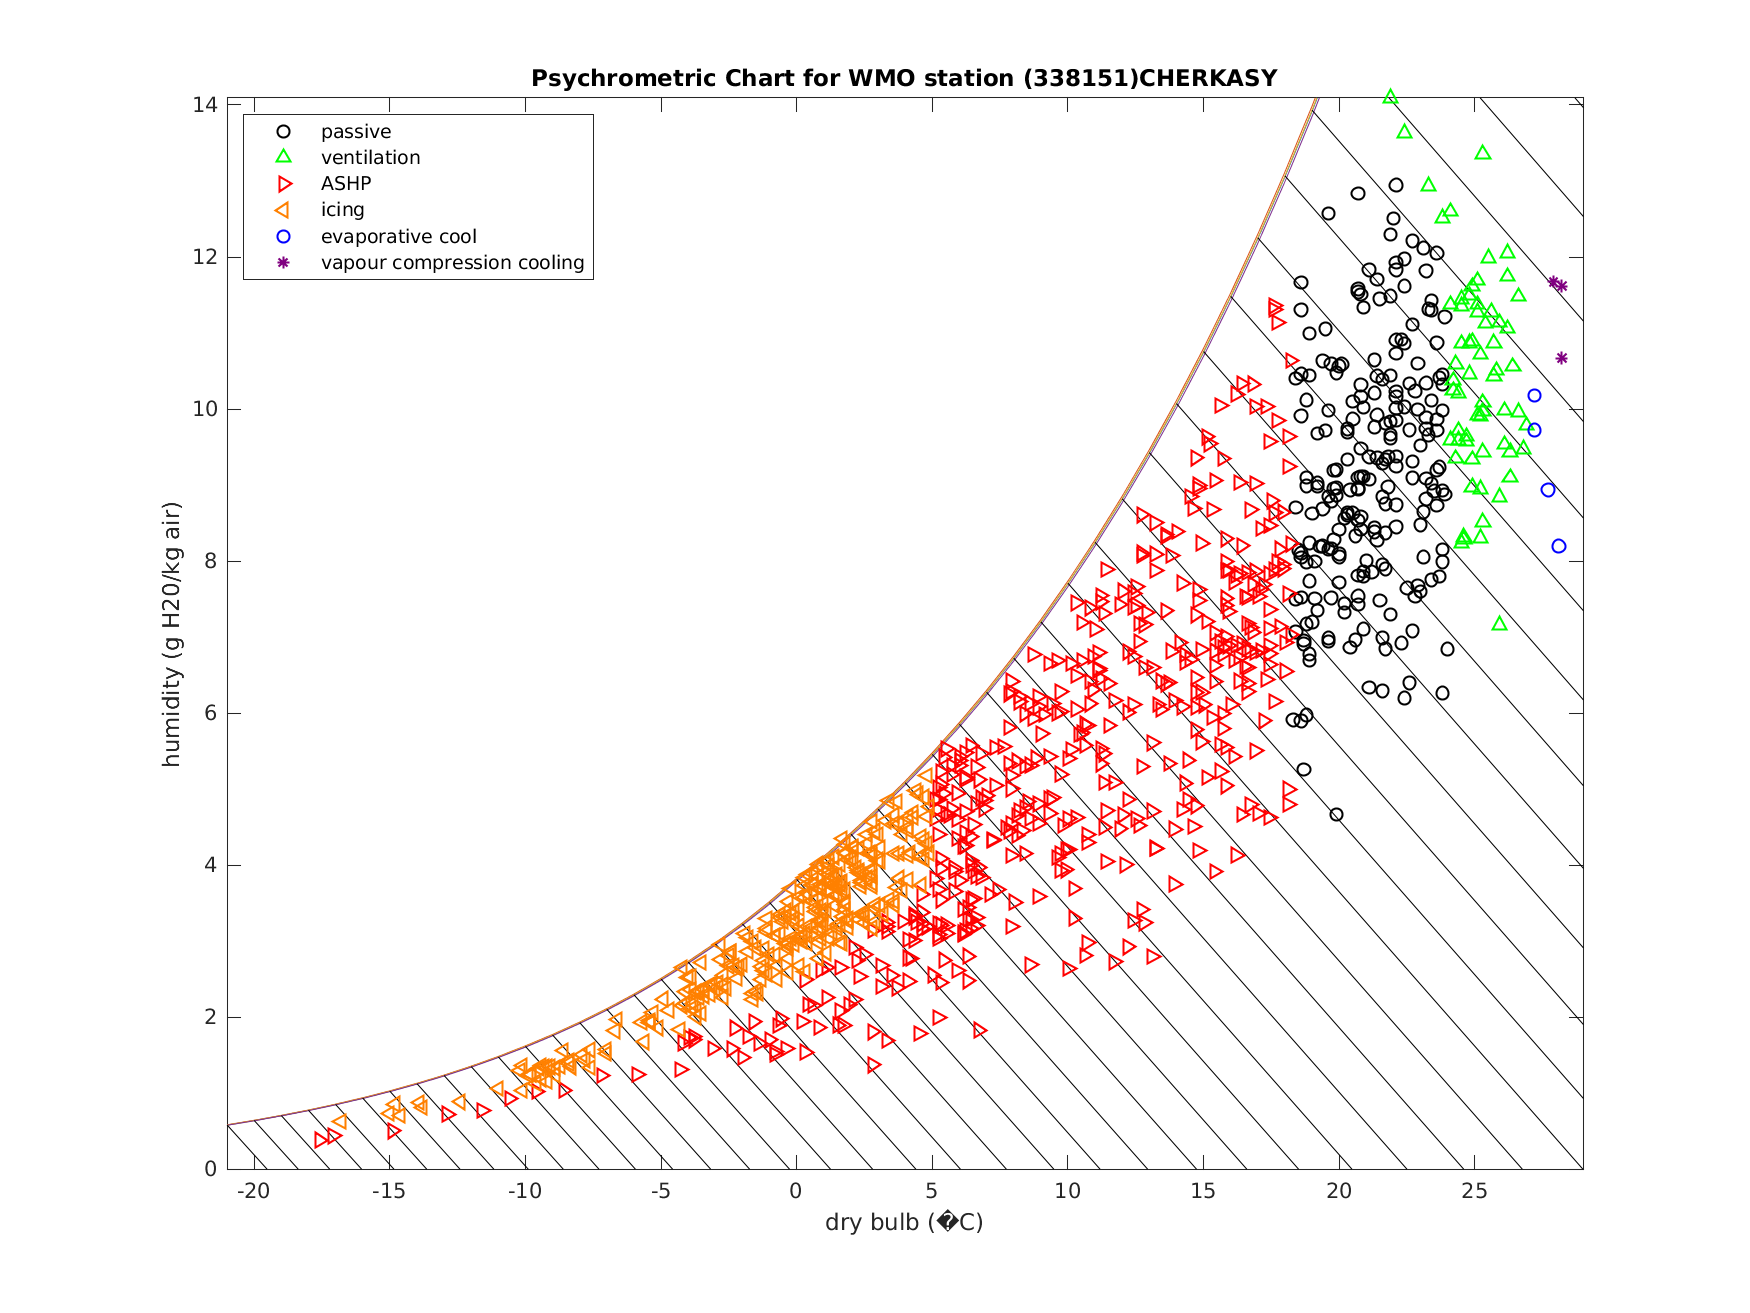 Psychrometric Chart for WMO station (338151)CHERKASY
passive
ventilation
ASHP
icing
evaporative cool
vapour compression cooling
humidity (g H20/kg air)
14
12
10
8
6
4
2
0
-20 -15 -10 -5 0 5 10 15 20 25
dry bulb (�C)